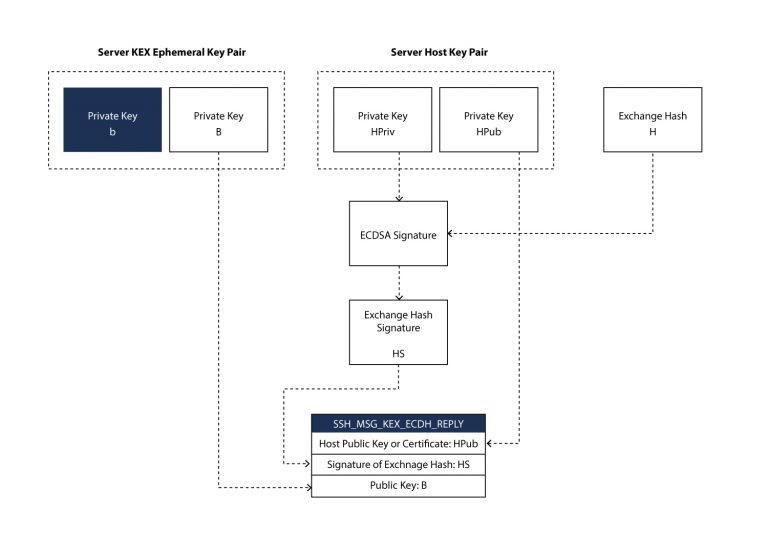 Server KEX Ephemeral Key Pair
Server Host Key Pair
Private Key
b
Private Key
B
Private Key
HPriv
Private Key
HPub
Exchange Hash
H
ECDSA Signature
Exchange Hash
Signature
HS
SSH_MSG_KEX_ECDH_REPLY
Host Public Key or Certificate: HPub
Signature of Exchnage Hash: HS
Public Key: B